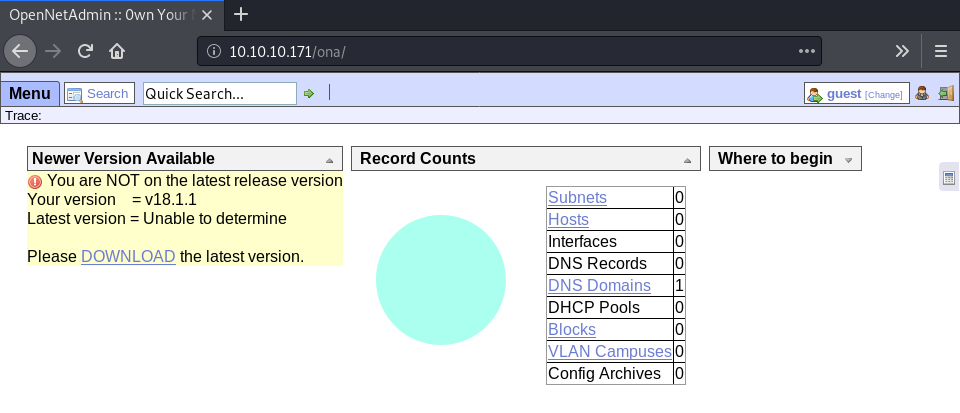 OpenNetAdmin :: 0wn Your
10.10.10.171/ona/
Menu Search Quick Search... guest [Change]
Trace:
Newer Version Available
You are NOT on the latest release version
Your version = v18.1.1
Latest version = Unable to determine
Please DOWNLOAD the latest version.
Record Counts
Subnets 0
Hosts 0
Interfaces 0
DNS Records 0
DNS Domains 1
DHCP Pools 0
Blocks 0
VLAN Campuses 0
Config Archives 0
Where to begin